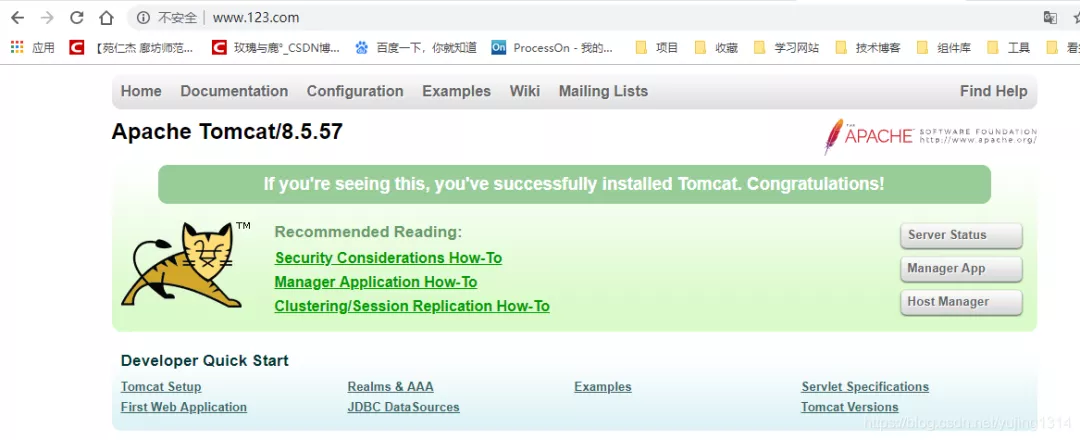 不安全 www.123.com
应用 【苑仁杰 廊坊师范... 玫瑰与鹿°_CSDN博... 百度一下，你就知道 On ProcessOn - 我的... 项目 收藏 学习网站 技术博客 组件库 工具
Home Documentation Configuration Examples Wiki Mailing Lists Find Help
Apache Tomcat/8.5.57
THE APACHE SOFTWARE FOUNDATION
http://www.apache.org/
If you're seeing this, you've successfully installed Tomcat. Congratulations!
TM
Recommended Reading:
Security Considerations How-To
Manager Application How-To
Clustering/Session Replication How-To
Server Status
Manager App
Host Manager
Developer Quick Start
Tomcat Setup Realms & AAA Examples Servlet Specifications
First Web Application JDBC DataSources Tomcat Versions